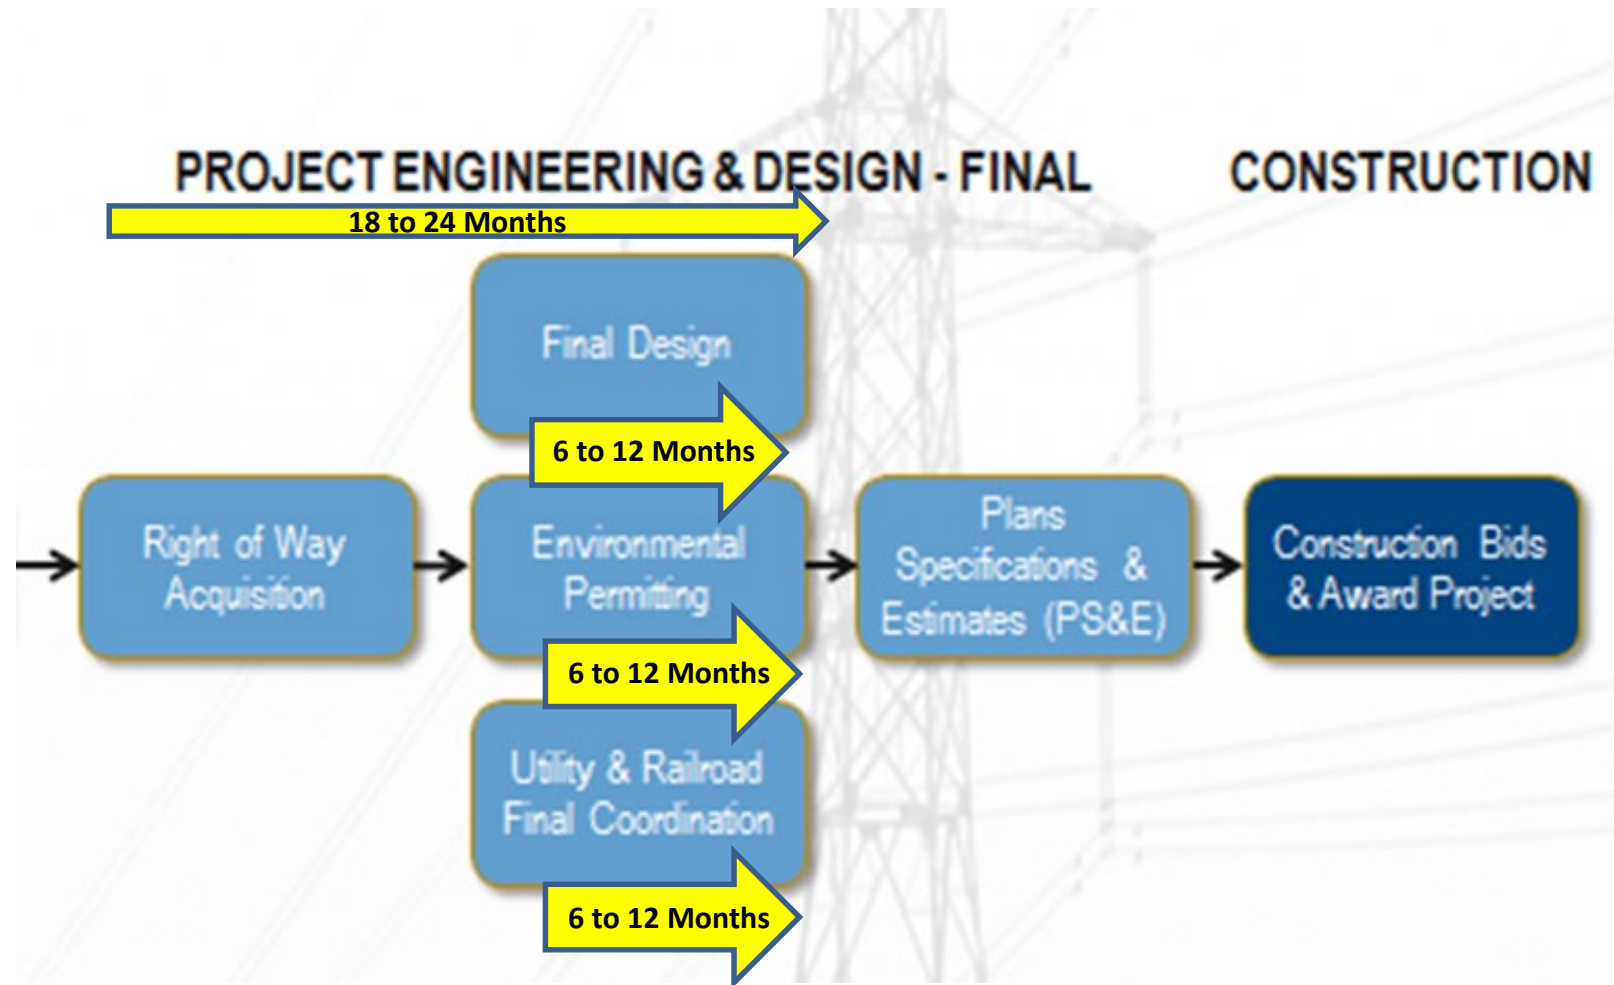 PROJECT ENGINEERING & DESIGN - FINAL
CONSTRUCTION
18 to 24 Months
Final Design
6 to 12 Months
Right of Way
Acquisition
Environmental
Permitting
6 to 12 Months
Utility & Railroad
Final Coordination
6 to 12 Months
Plans
Specifications &
Estimates (PS&E)
Construction Bids
& Award Project